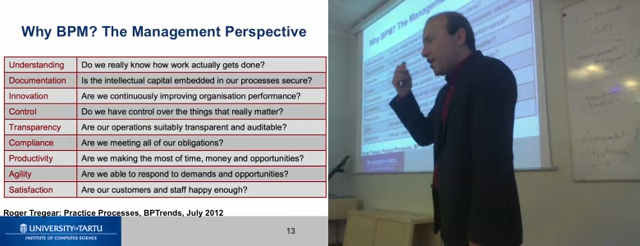 Why BPM? The Management Perspective
Understanding Do we really know how work actually gets done?
Documentation Is the intellectual capital embedded in our processes secure?
Innovation Are we continuously improving organisation performance?
Control Do we have control over the things that really matter?
Transparency Are our operations suitably transparent and auditable?
Compliance Are we meeting all of our obligations?
Productivity Are we making the most of time, money and opportunities?
Agility Are we able to respond to demands and opportunities?
Satisfaction Are our customers and staff happy enough?
Roger Tregear: Practice Processes, BPTrends, July 2012
UNIVERSITY OF TARTU
INSTITUTE OF COMPUTER SCIENCE
13
Why BPM? The Manag